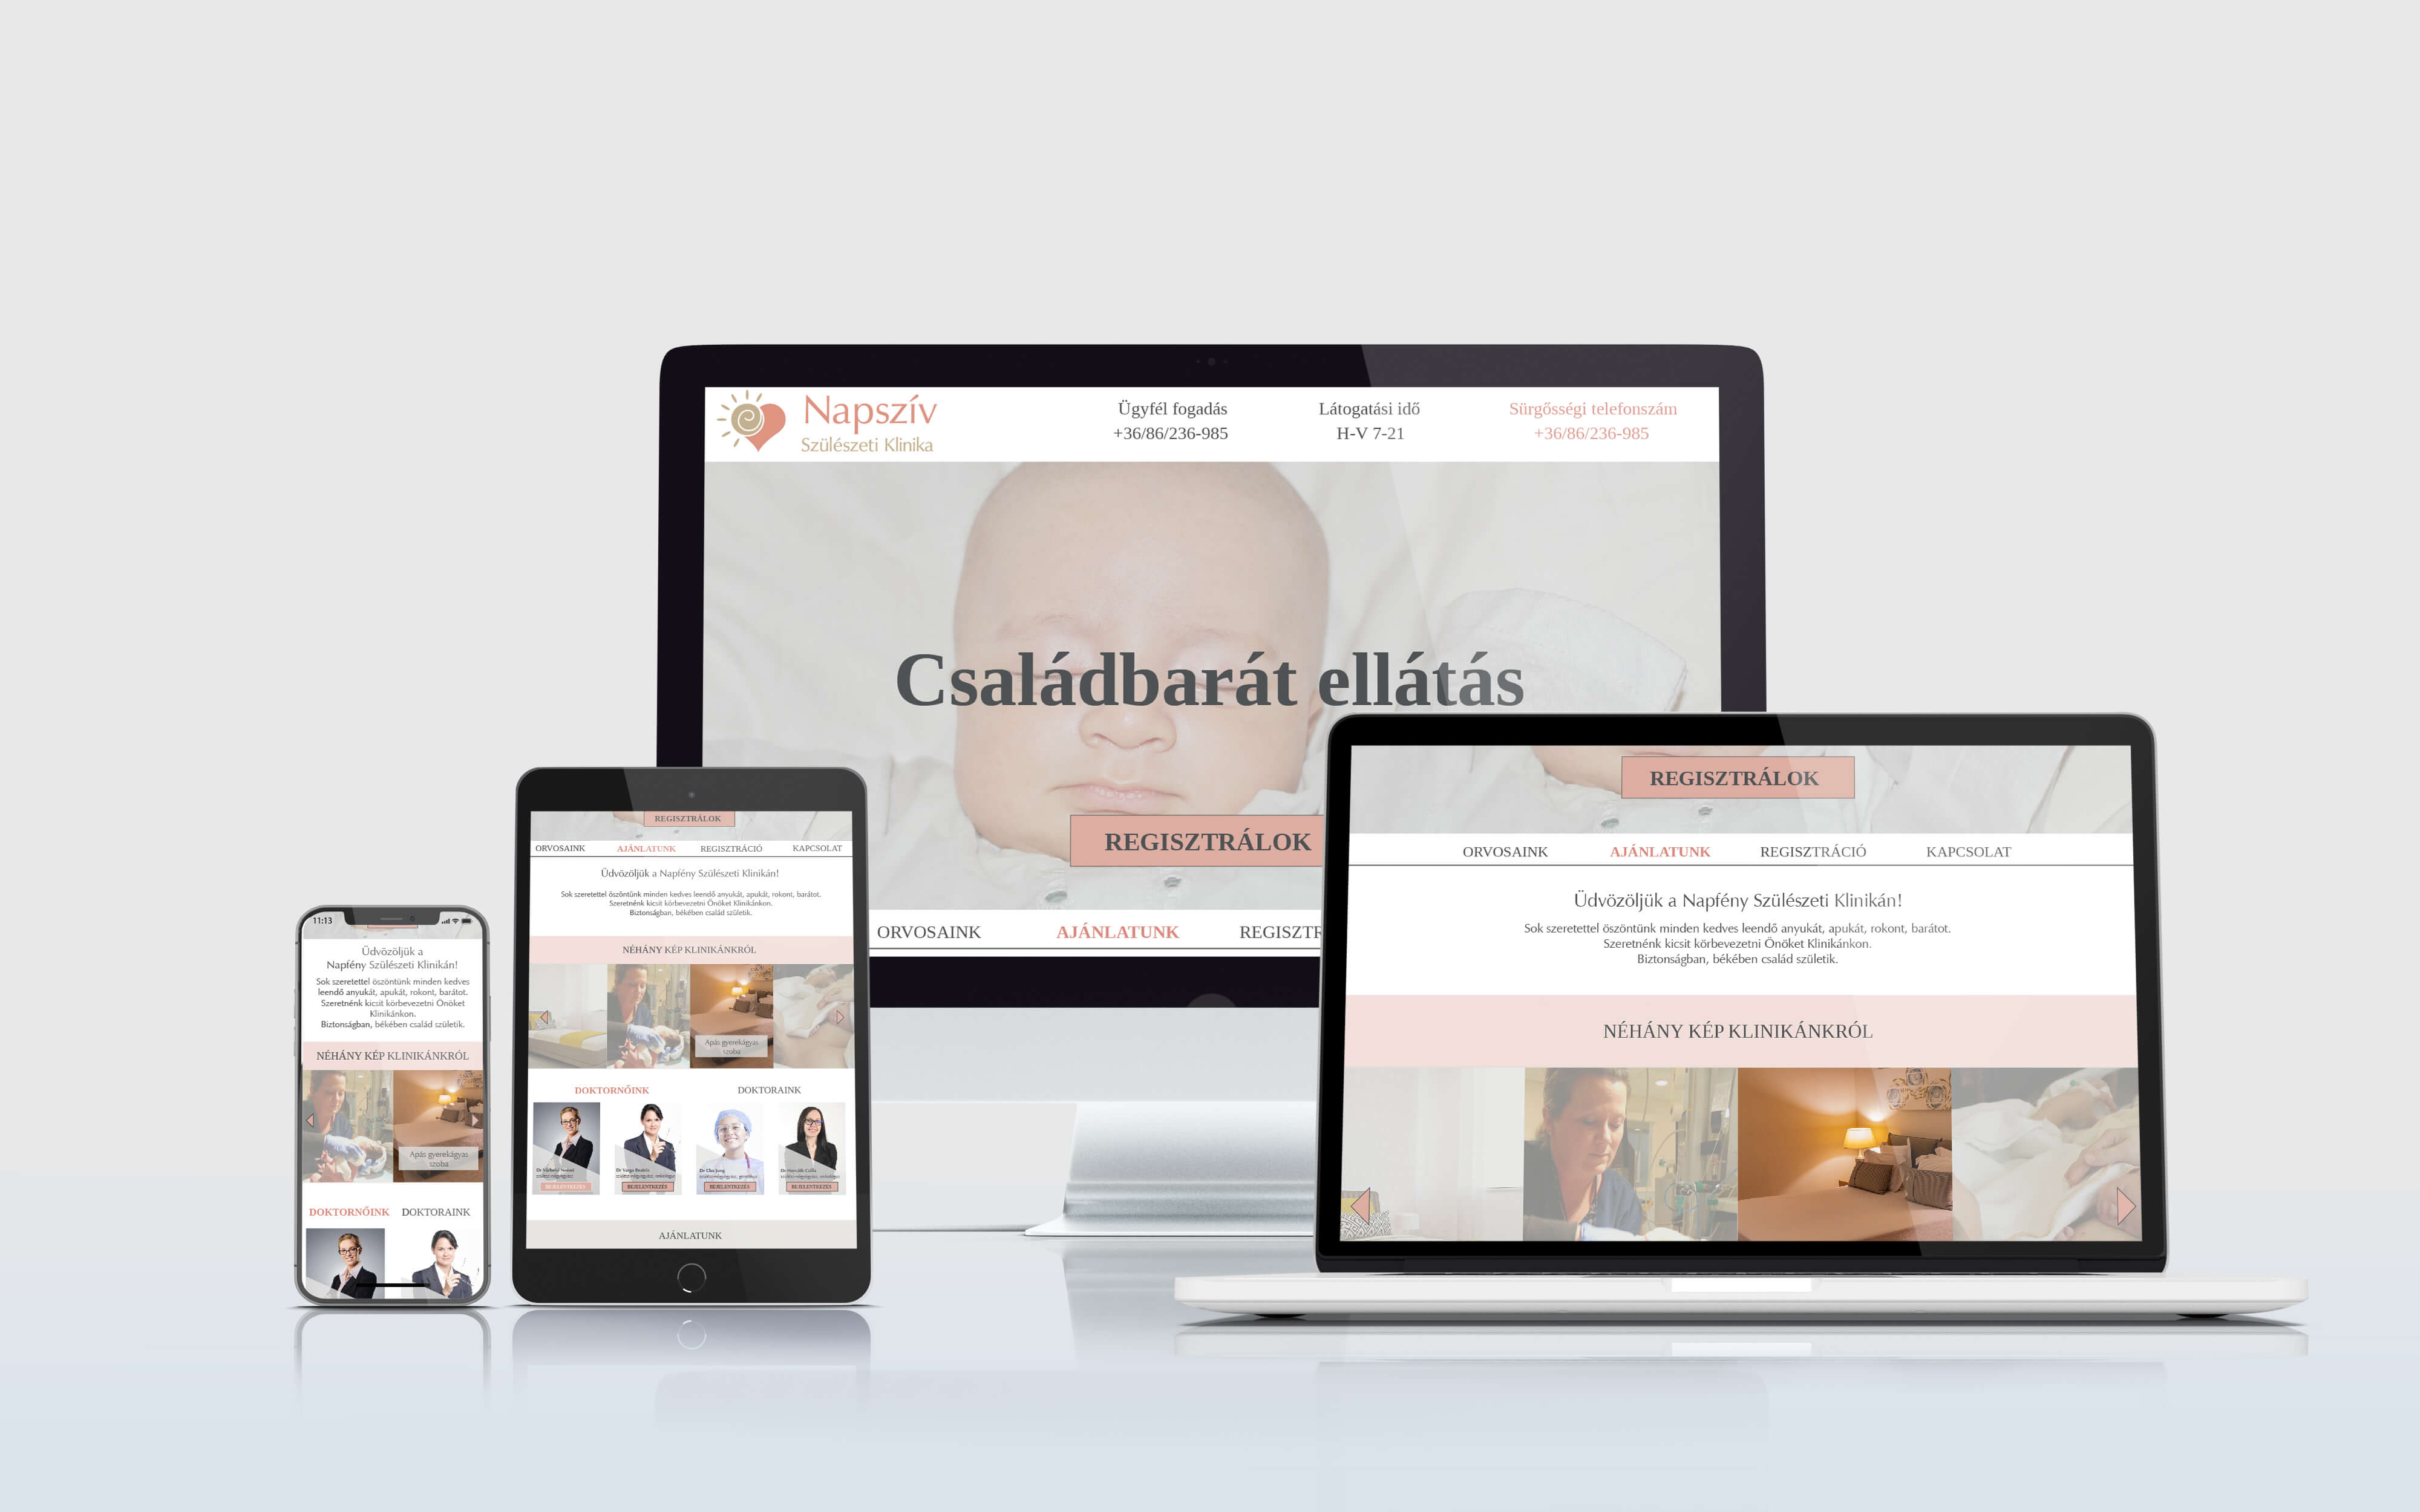 Napszív
Szülészeti Klinika
Ügyfél fogadás
+36/86/236-985
Látogatási idő
H-V 7-21
Sürgősségi telefonszám
+36/86/236-985
Családbarát ellátás
REGISZTRÁLOK
ORVOSAINK AJÁNLATUNK REGISZTR
REGISZTRÁLOK
ORVOSAINK AJÁNLATUNK REGISZTRÁCIÓ KAPCSOLAT
Üdvözöljük a Napfény Szülészeti Klinikán!
Sok szeretettel öszöntünk minden kedves leendő anyukát, apukát, rokont, barátot.
Szeretnénk kicsit körbevezetni Önöket Klinikánkon.
Biztonságban, békében család születik.
NÉHÁNY KÉP KLINIKÁNKRÓL
REGISZTRÁLOK
ORVOSAINK AJÁNLATUNK REGISZTRÁCIÓ KAPCSOLAT
Üdvözöljük a Napfény Szülészeti Klinikán!
Sok szeretettel öszöntünk minden kedves leendő anyukát, apukát, rokont, barátot.
Szeretnénk kicsit körbevezetni Önöket Klinikánkon.
Biztonságban, békében család születik.
NÉHÁNY KÉP KLINIKÁNKRÓL
Apás gyerekágyas
szoba
DOKTORNŐINK DOKTORAINK
BEJELENTKEZÉS BEJELENTKEZÉS BEJELENTKEZÉS BEJELENTKEZÉS
AJÁNLATUNK
11:13
Üdvözöljük a
Napfény Szülészeti Klinikán!
Sok szeretettel öszöntünk minden kedves
leendő anyukát, apukát, rokont, barátot.
Szeretnénk kicsit körbevezetni Önöket
Klinikánkon.
Biztonságban, békében család születik.
NÉHÁNY KÉP KLINIKÁNKRÓL
Apás gyerekágyas
szoba
DOKTORNŐINK DOKTORAINK